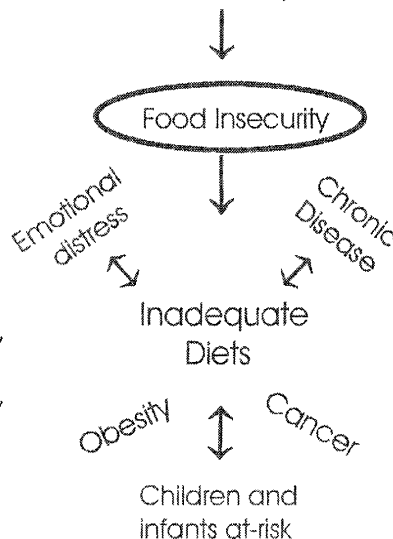 Food Insecurity
Emotional
distress
Chronic
Disease
Inadequate
Diets
Obesity
Cancer
Children and
infants at-risk